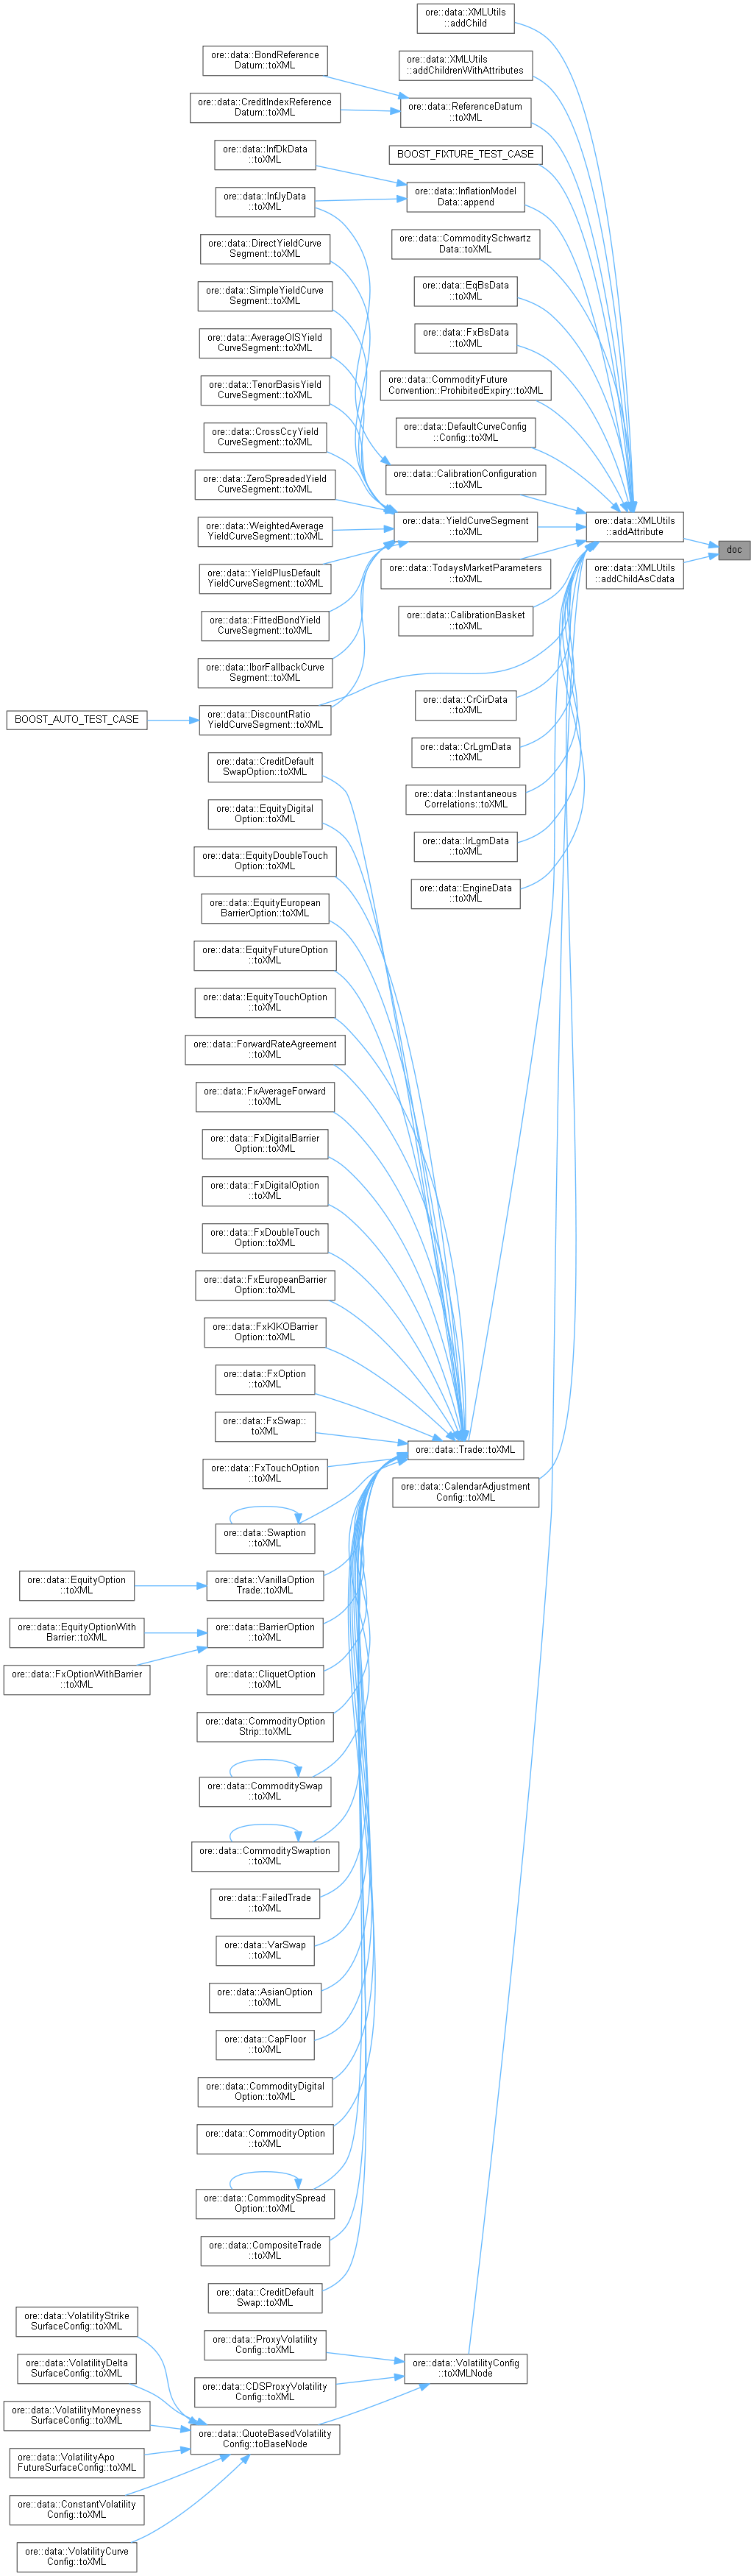 ore::data::XMLUtils
::addChild
ore::data::XMLUtils
::addChildrenWithAttributes
ore::data::BondReference
Datum::toXML
ore::data::CreditIndexReference
Datum::toXML
ore::data::ReferenceDatum
::toXML
BOOST_FIXTURE_TEST_CASE
ore::data::InfDkData
::toXML
ore::data::InfJyData
::toXML
ore::data::InflationModel
Data::append
ore::data::DirectYieldCurve
Segment::toXML
ore::data::CommoditySchwartz
Data::toXML
ore::data::SimpleYieldCurve
Segment::toXML
ore::data::EqBsData
::toXML
ore::data::AverageOISYield
CurveSegment::toXML
ore::data::FxBsData
::toXML
ore::data::TenorBasisYield
CurveSegment::toXML
ore::data::CommodityFuture
Convention::ProhibitedExpiry::toXML
ore::data::CrossCcyYield
CurveSegment::toXML
ore::data::DefaultCurveConfig
::Config::toXML
ore::data::ZeroSpreadedYield
CurveSegment::toXML
ore::data::CalibrationConfiguration
::toXML
ore::data::WeightedAverage
YieldCurveSegment::toXML
ore::data::YieldCurveSegment
::toXML
ore::data::XMLUtils
::addAttribute
doc
ore::data::YieldPlusDefault
YieldCurveSegment::toXML
ore::data::TodaysMarketParameters
::toXML
ore::data::XMLUtils
::addChildAsCdata
ore::data::FittedBondYield
CurveSegment::toXML
ore::data::CalibrationBasket
::toXML
ore::data::IborFallbackCurve
Segment::toXML
BOOST_AUTO_TEST_CASE
ore::data::DiscountRatio
YieldCurveSegment::toXML
ore::data::CrCirData
::toXML
ore::data::CrLgmData
::toXML
ore::data::Instantaneous
Correlations::toXML
ore::data::IrLgmData
::toXML
ore::data::EngineData
::toXML
ore::data::CreditDefault
SwapOption::toXML
ore::data::EquityDigital
Option::toXML
ore::data::EquityDoubleTouch
Option::toXML
ore::data::EquityEuropean
BarrierOption::toXML
ore::data::EquityFutureOption
::toXML
ore::data::EquityTouchOption
::toXML
ore::data::ForwardRateAgreement
::toXML
ore::data::FxAverageForward
::toXML
ore::data::FxDigitalBarrier
Option::toXML
ore::data::FxDigitalOption
::toXML
ore::data::FxDoubleTouch
Option::toXML
ore::data::FxEuropeanBarrier
Option::toXML
ore::data::FxKIKOBarrier
Option::toXML
ore::data::FxOption
::toXML
ore::data::FxSwap::
toXML
ore::data::Trade::toXML
ore::data::FxTouchOption
::toXML
ore::data::CalendarAdjustment
Config::toXML
ore::data::Swaption
::toXML
ore::data::EquityOption
::toXML
ore::data::VanillaOption
Trade::toXML
ore::data::EquityOptionWith
Barrier::toXML
ore::data::BarrierOption
::toXML
ore::data::FxOptionWithBarrier
::toXML
ore::data::CliquetOption
::toXML
ore::data::CommodityOption
Strip::toXML
ore::data::CommoditySwap
::toXML
ore::data::CommoditySwaption
::toXML
ore::data::FailedTrade
::toXML
ore::data::VarSwap
::toXML
ore::data::AsianOption
::toXML
ore::data::CapFloor
::toXML
ore::data::CommodityDigital
Option::toXML
ore::data::CommodityOption
::toXML
ore::data::CommoditySpread
Option::toXML
ore::data::CompositeTrade
::toXML
ore::data::CreditDefault
Swap::toXML
ore::data::ProxyVolatility
Config::toXML
ore::data::VolatilityConfig
::toXMLNode
ore::data::CDSProxyVolatility
Config::toXML
ore::data::VolatilityStrike
SurfaceConfig::toXML
ore::data::VolatilityDelta
SurfaceConfig::toXML
ore::data::VolatilityMoneyness
SurfaceConfig::toXML
ore::data::QuoteBasedVolatility
Config::toBaseNode
ore::data::VolatilityApo
FutureSurfaceConfig::toXML
ore::data::ConstantVolatility
Config::toXML
ore::data::VolatilityCurve
Config::toXML